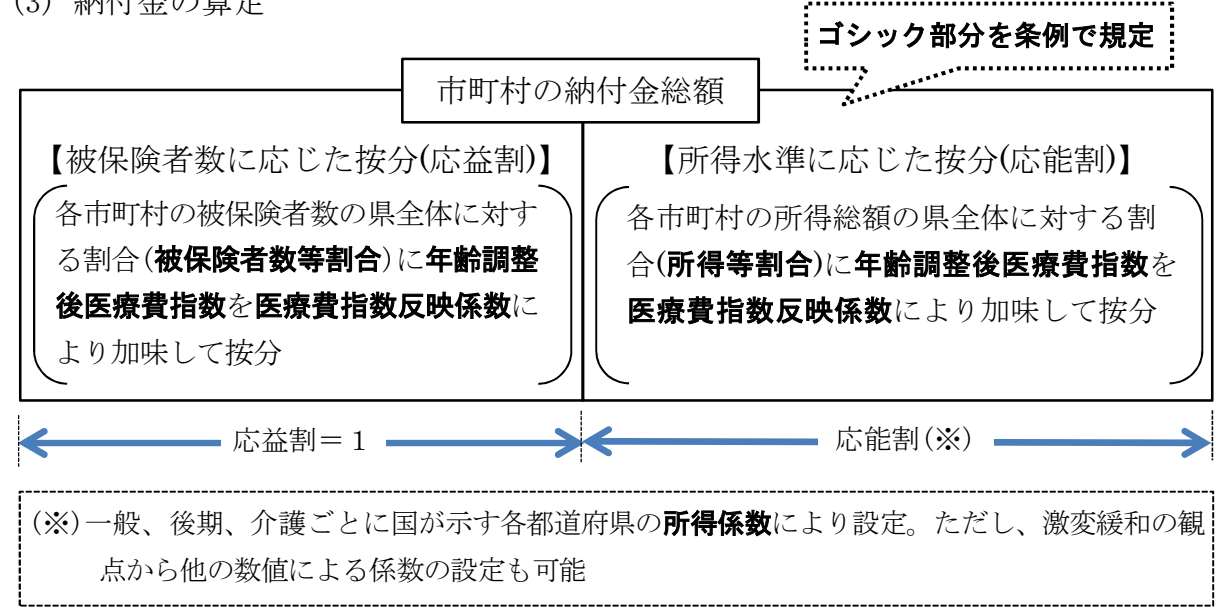 (3) 納付金の算定
ゴシック部分を条例で規定
市町村の納付金総額
【被保険者数に応じた按分(応益割)】
各市町村の被保険者数の県全体に対す
る割合(被保険者数等割合)に年齢調整
後医療費指数を医療費指数反映係数に
より加味して按分
【所得水準に応じた按分(応能割)】
各市町村の所得総額の県全体に対する割
合(所得等割合)に年齢調整後医療費指数を
医療費指数反映係数により加味して按分
応益割＝１
応能割(※)
(※)一般、後期、介護ごとに国が示す各都道府県の所得係数により設定。ただし、激変緩和の観
点から他の数値による係数の設定も可能